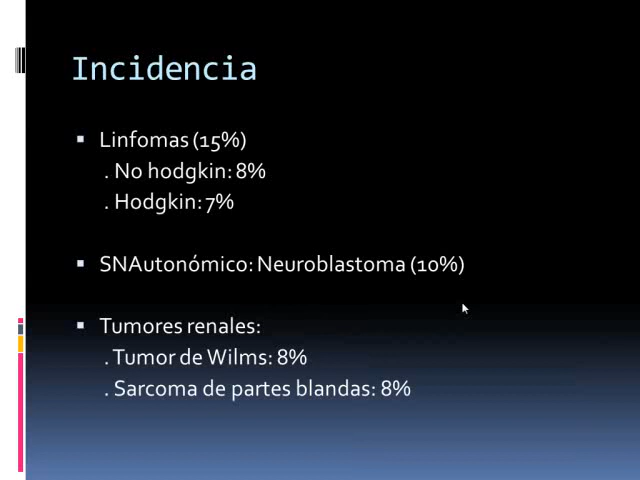 Incidencia
Linfomas (15%)
. No hodgkin: 8%
. Hodgkin: 7%
SNAutonómico: Neuroblastoma (10%)
Tumores renales:
. Tumor de Wilms: 8%
. Sarcoma de partes blandas: 8%